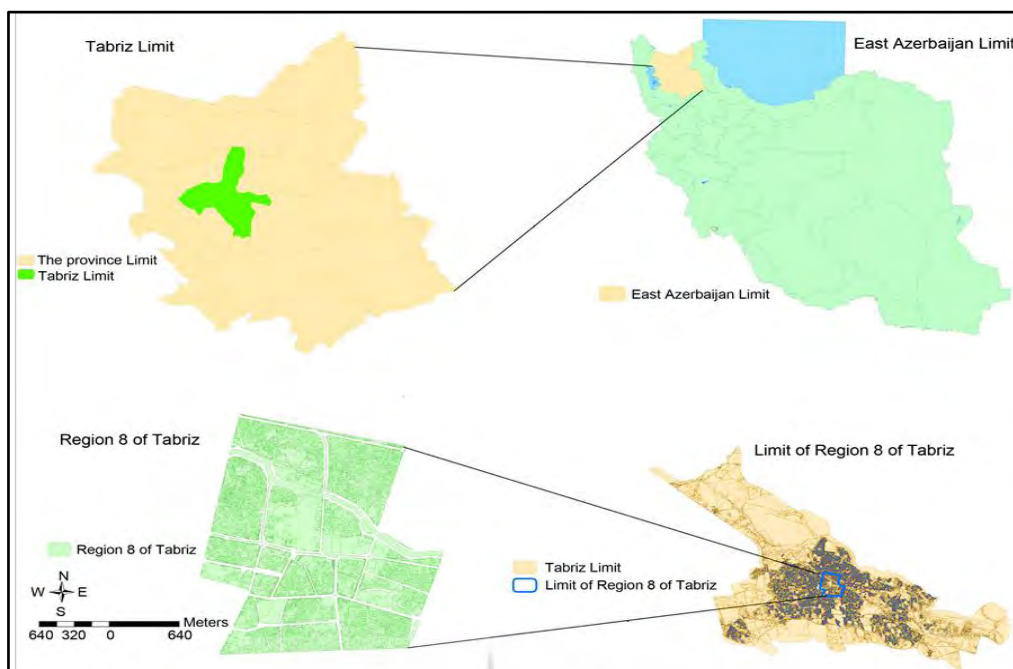 Tabriz Limit
East Azerbaijan Limit
The province Limit
Tabriz Limit
East Azerbaijan Limit
Region 8 of Tabriz
Limit of Region 8 of Tabriz
Region 8 of Tabriz
Tabriz Limit
Limit of Region 8 of Tabriz
N
W E
S
Meters
640 320 0 640